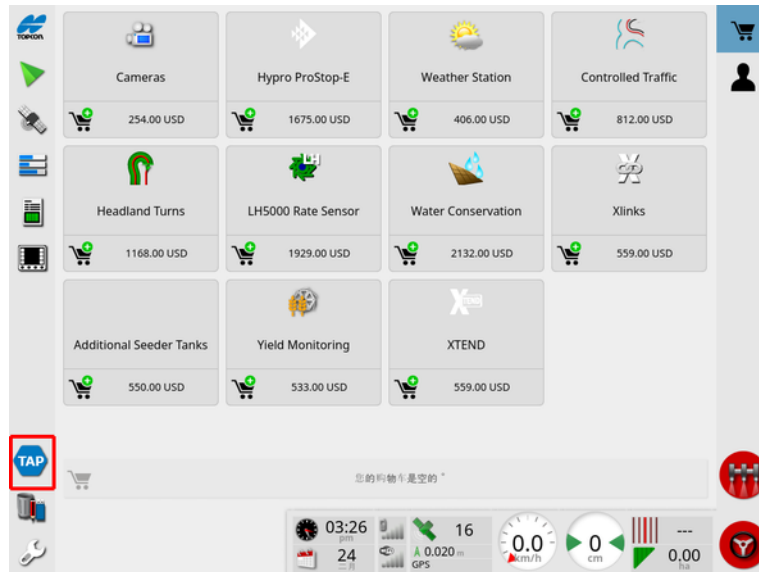 TOPCON
Cameras
Hypro ProStop-E
Weather Station
Controlled Traffic
254.00 USD
1675.00 USD
406.00 USD
812.00 USD
LH
Headland Turns
LH5000 Rate Sensor
Water Conservation
Xlinks
1168.00 USD
1929.00 USD
2132.00 USD
559.00 USD
XTEND
Additional Seeder Tanks
Yield Monitoring
XTEND
550.00 USD
533.00 USD
559.00 USD
TAP
您的购物车是空的。
03:26
pm
16
24
二月
0.020 m
GPS
0.0
km/h
0
cm
---
0.00
ha